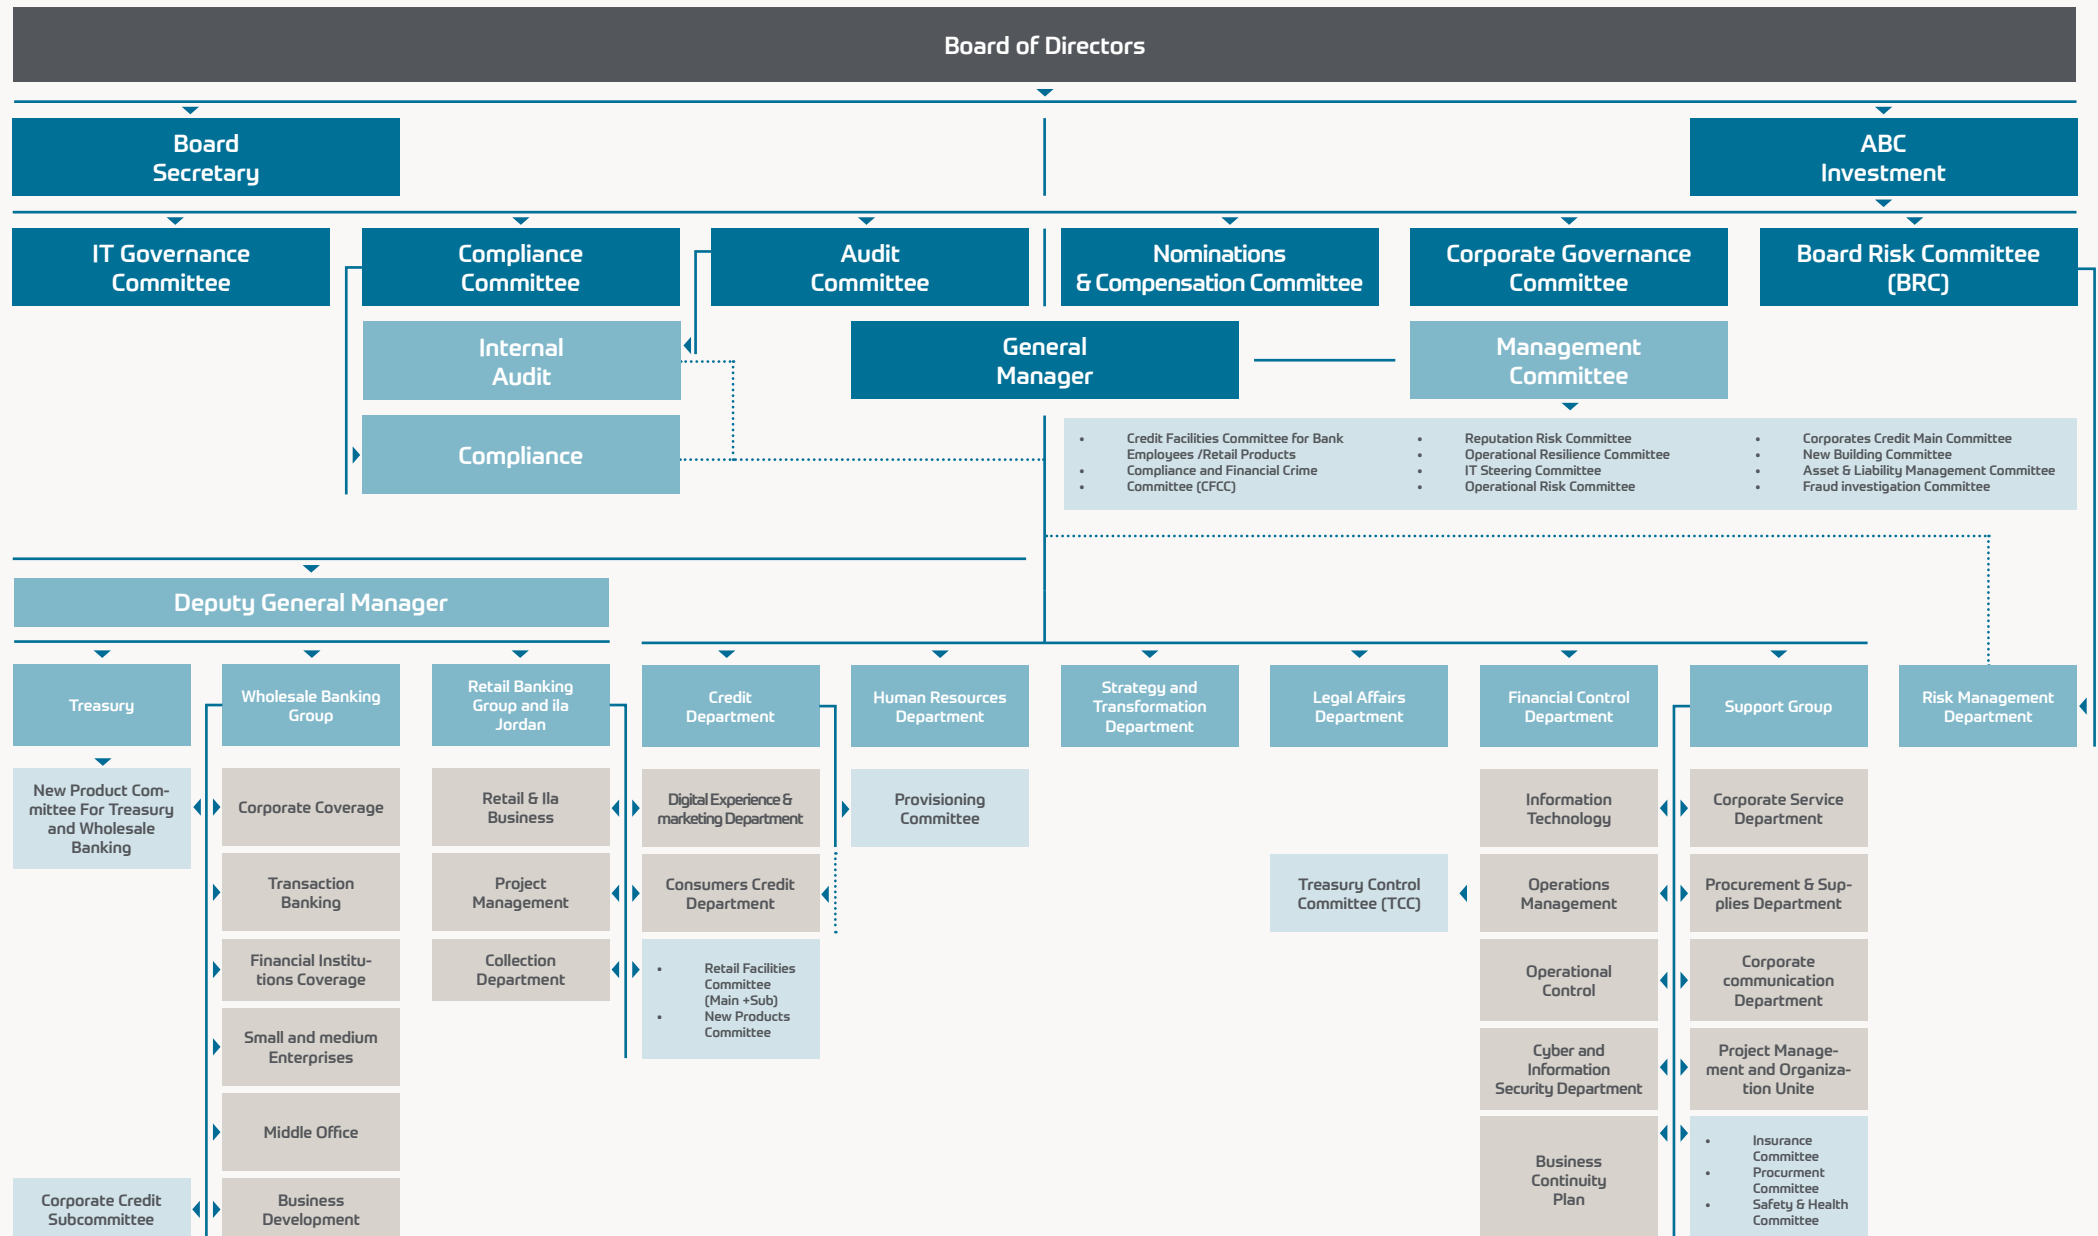 Board of Directors
Board
Secretary
ABC
Investment
IT Governance
Committee
Compliance
Committee
Audit
Committee
Nominations
& Compensation Committee
Corporate Governance
Committee
Board Risk Committee
(BRC)
Internal
Audit
General
Manager
Management
Committee
Compliance
• Credit Facilities Committee for Bank
Employees /Retail Products
• Compliance and Financial Crime
• Committee (CFCC)
• Reputation Risk Committee
• Operational Resilience Committee
• IT Steering Committee
• Operational Risk Committee
• Corporates Credit Main Committee
• New Building Committee
• Asset & Liability Management Committee
• Fraud investigation Committee
Deputy General Manager
Treasury
Wholesale Banking
Group
Retail Banking
Group and ila
Jordan
Credit
Department
Human Resources
Department
Strategy and
Transformation
Department
Legal Affairs
Department
Financial Control
Department
Support Group
Risk Management
Department
New Product Com-
mittee For Treasury
and Wholesale
Banking
Corporate Coverage
Retail & Ila
Business
Digital Experience &
marketing Department
Provisioning
Committee
Information
Technology
Corporate Service
Department
Transaction
Banking
Project
Management
Consumers Credit
Department
Treasury Control
Committee (TCC)
Operations
Management
Procurement & Sup-
plies Department
Financial Institu-
tions Coverage
Collection
Department
• Retail Facilities
Committee
(Main +Sub)
• New Products
Committee
Operational
Control
Corporate
communication
Department
Small and medium
Enterprises
Cyber and
Information
Security Department
Project Manage-
ment and Organiza-
tion Unite
Middle Office
Business
Continuity
Plan
• Insurance
Committee
• Procurment
Committee
• Safety & Health
Committee
Corporate Credit
Subcommittee
Business
Development